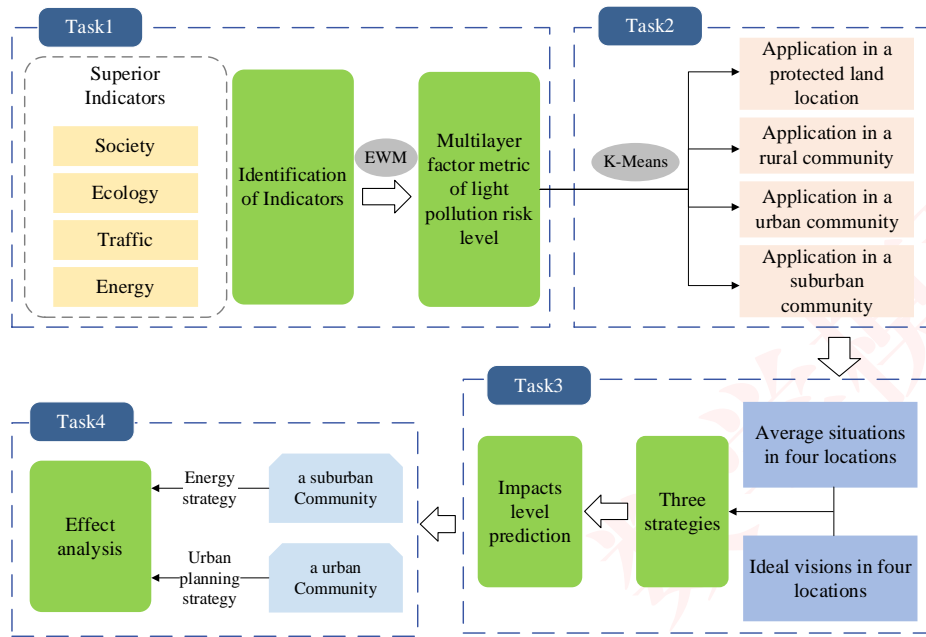 Task1
Superior
Indicators
Society
Ecology
Traffic
Energy
Identification
of Indicators
EWM
Multilayer
factor metric
of light
pollution risk
level
Task2
K-Means
Application in a
protected land
location
Application in a
rural community
Application in a
urban community
Application in a
suburban
community
Task3
Average situations
in four locations
Ideal visions in four
locations
Three
strategies
Impacts
level
prediction
Task4
a suburban
Community
a urban
Community
Energy
strategy
Urban
planning
strategy
Effect
analysis